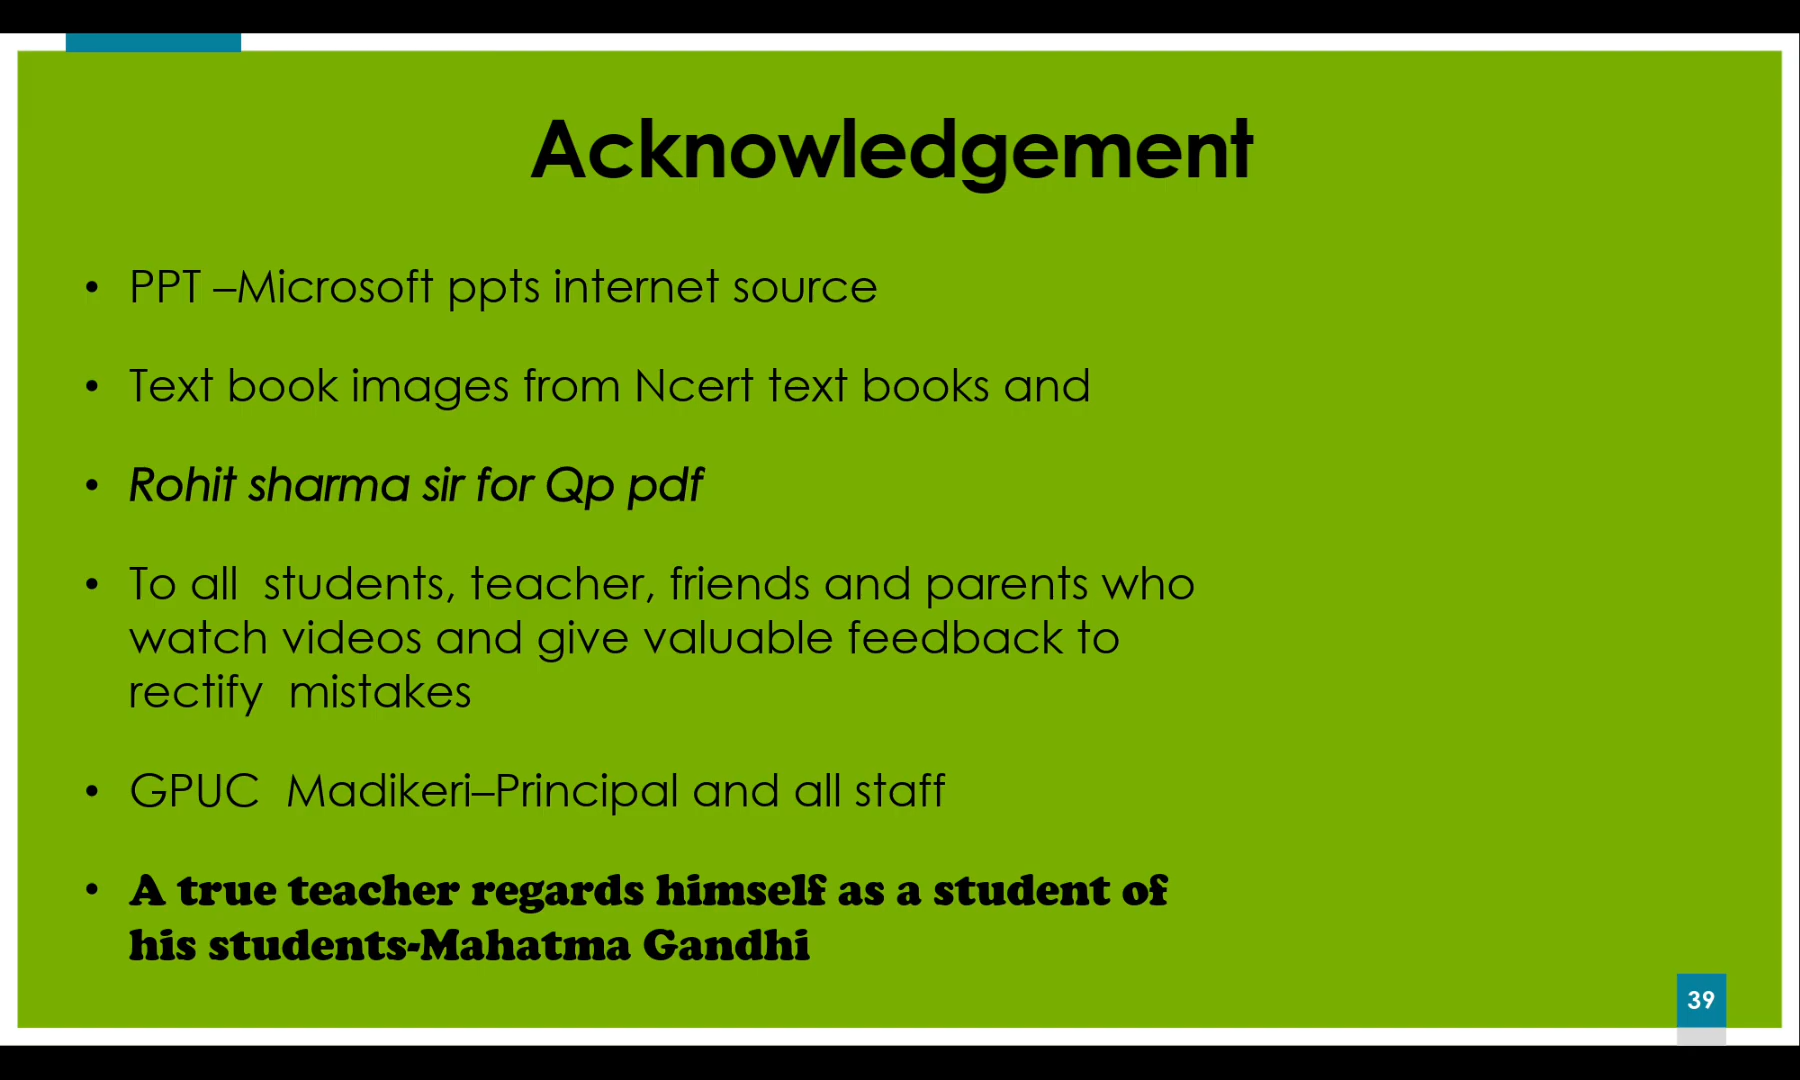 Acknowledgement
• PPT –Microsoft ppts internet source
• Text book images from Ncert text books and
• Rohit sharma sir for Qp pdf
• To all  students, teacher, friends and parents who
watch videos and give valuable feedback to
rectify  mistakes
• GPUC  Madikeri–Principal and all staff
• A true teacher regards himself as a student of
his students-Mahatma Gandhi
39